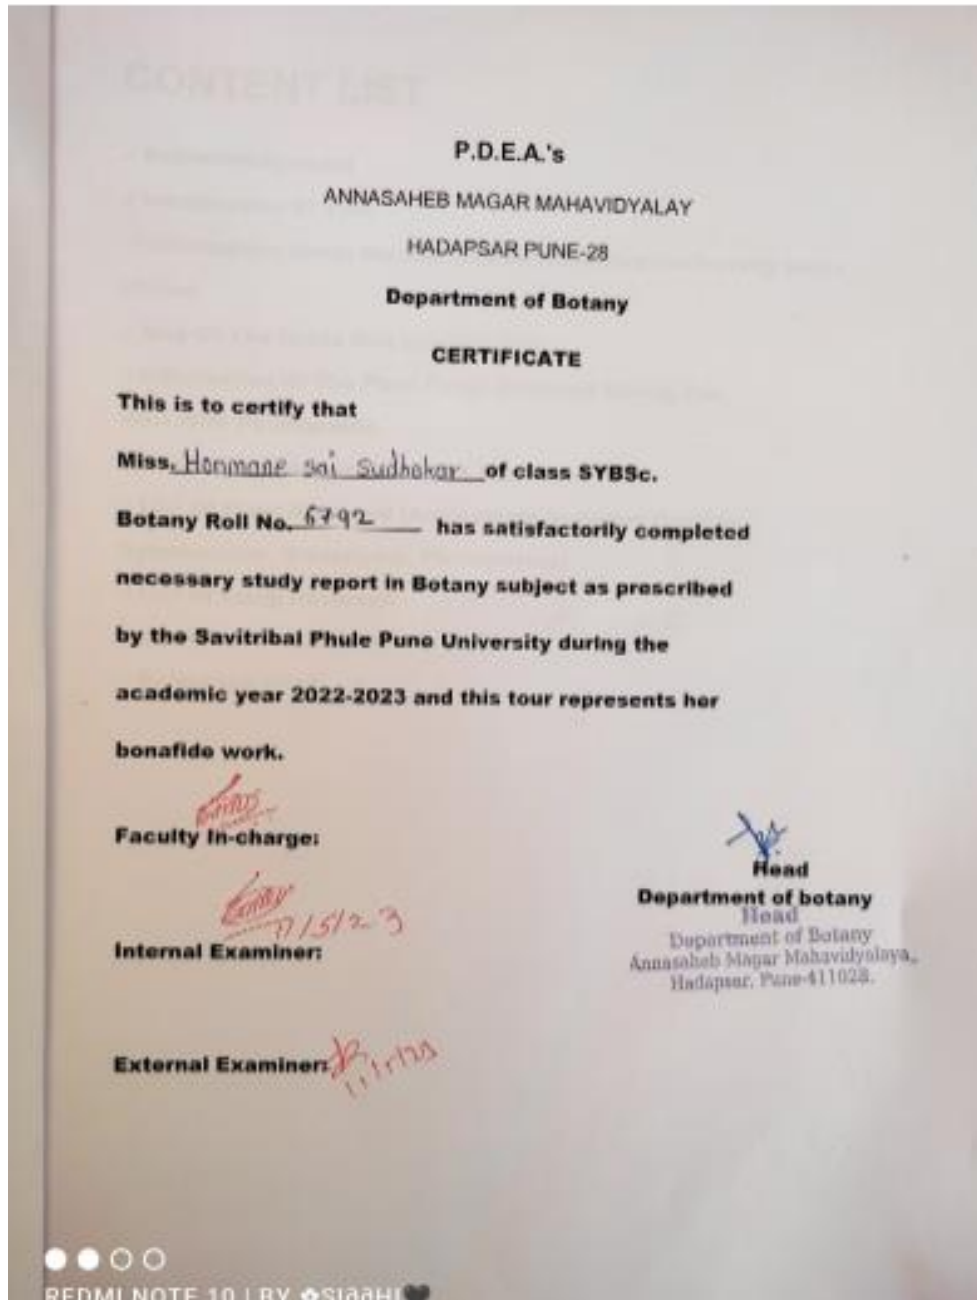 P.D.E.A.'s
ANNASAHEB MAGAR MAHAVIDYALAY
HADAPSAR PUNE-28
Department of Botany
CERTIFICATE
This is to certify that
Miss. Honmane sai sudhakar of class SYBSc.
Botany Roll No. 6792 has satisfactorily completed
necessary study report in Botany subject as prescribed
by the Savitribal Phule Pune University during the
academic year 2022-2023 and this tour represents her
bonafide work.
Faculty In-charge:
Head
Department of botany
Head
Department of Botany
Annasaheb Magar Mahavidyalaya,
Hadapsar, Pune-411028.
/5/23
Internal Examiner:
External Examiner:
REDMI NOTE 10 | BY